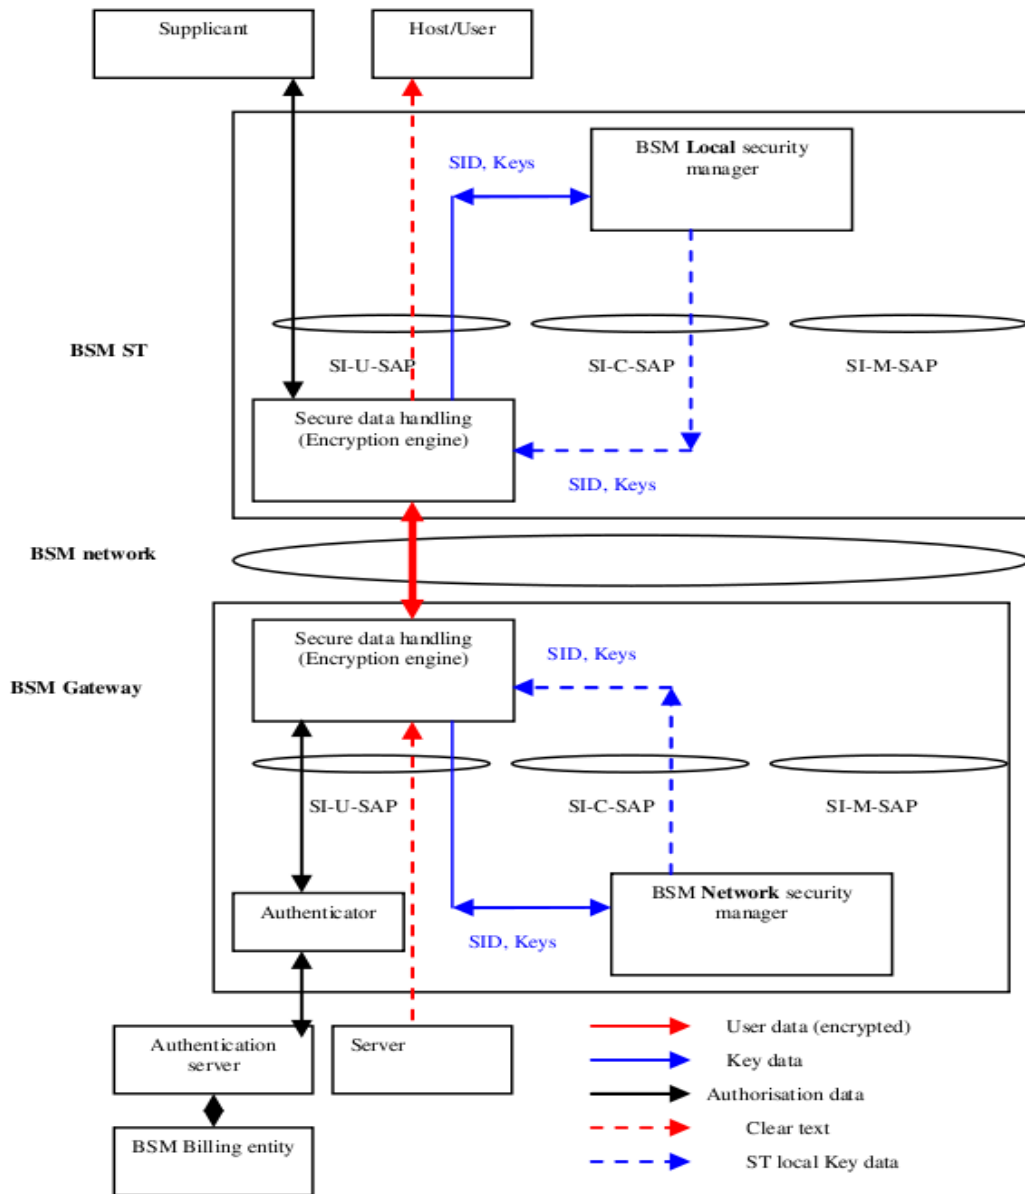 Supplicant
Host/User
BSM Local security
manager
SID, Keys
BSM ST
SI-U-SAP
SI-C-SAP
SI-M-SAP
Secure data handling
(Encryption engine)
SID, Keys
BSM network
Secure data handling
(Encryption engine)
SID, Keys
BSM Gateway
SI-U-SAP
SI-C-SAP
SI-M-SAP
BSM Network security
manager
Authenticator
SID, Keys
User data (encrypted)
Authentication
server
Server
Key data
Authorisation data
Clear text
BSM Billing entity
ST local Key data